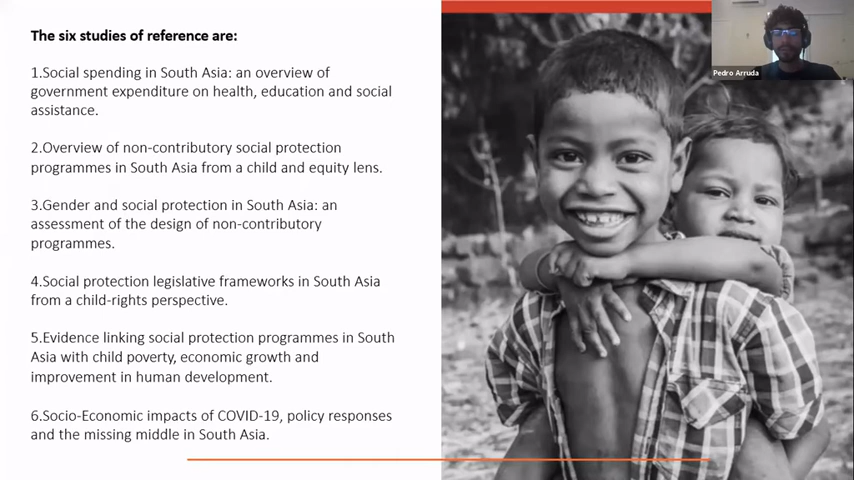 The six studies of reference are:
1.Social spending in South Asia: an overview of
government expenditure on health, education and social
assistance.
2.Overview of non-contributory social protection
programmes in South Asia from a child and equity lens.
3.Gender and social protection in South Asia: an
assessment of the design of non-contributory
programmes.
4.Social protection legislative frameworks in South Asia
from a child-rights perspective.
5.Evidence linking social protection programmes in South
Asia with child poverty, economic growth and
improvement in human development.
6.Socio-Economic impacts of COVID-19, policy responses
and the missing middle in South Asia.
Pedro Arruda